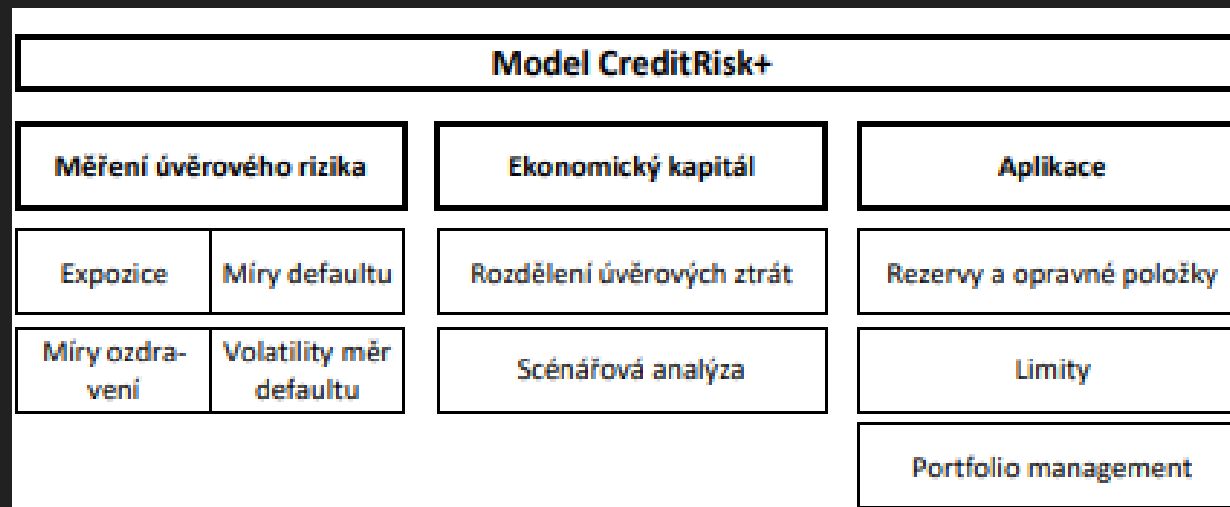 Model CreditRisk+
Měření úvěrového rizika
Ekonomický kapitál
Aplikace
Expozice
Míry defaultu
Rozdělení úvěrových ztrát
Rezervy a opravné položky
Míry ozdra-
vení
Volatility měr
defaultu
Scénářová analýza
Limity
Portfolio management